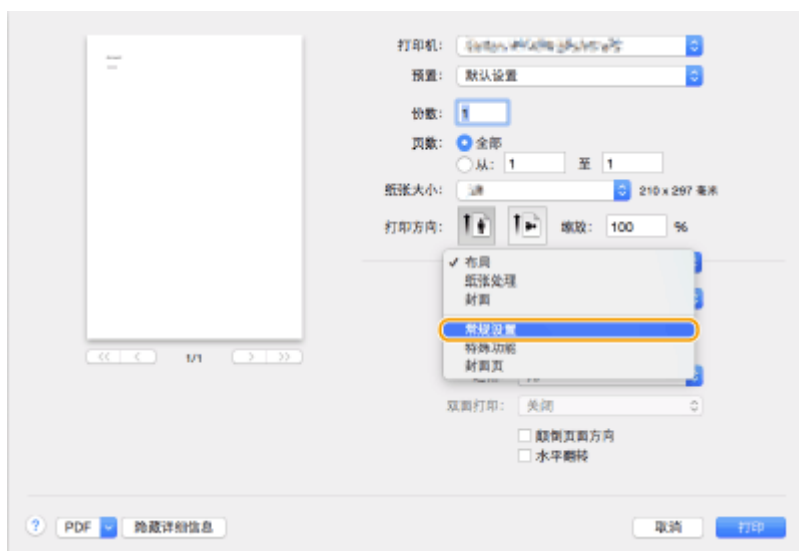 打印机:
预置: 默认设置
份数: 1
页数: 全部
从: 1 至 1
纸张大小: 210 x 297 毫米
打印方向: 缩放: 100 %
✓ 布局
纸张处理
封面
常规设置
特殊功能
封面页
1/1
双面打印: 关闭
颠倒页面方向
水平翻转
? PDF 隐藏详细信息 取消 打印